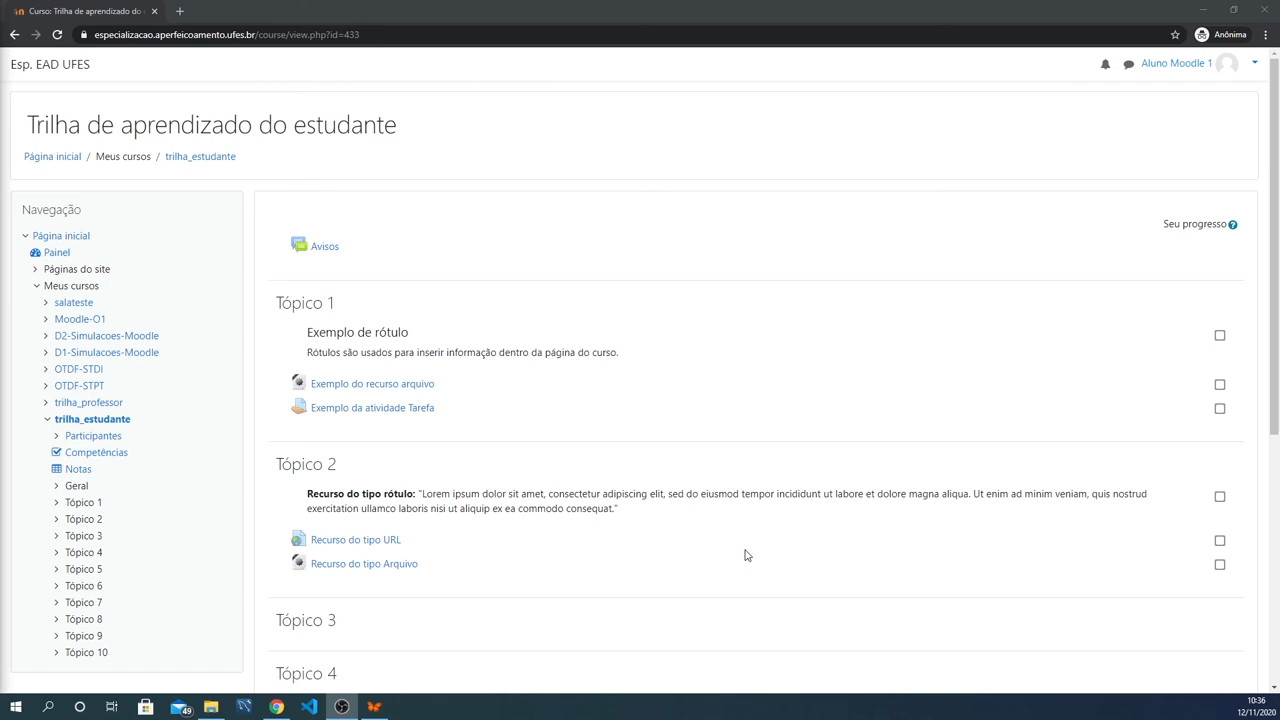 Curso: Trilha de aprendizado do
especializacao.aperfeicoamento.ufes.br/course/view.php?id=433
Anônima
Esp. EAD UFES
Aluno Moodle 1
Trilha de aprendizado do estudante
Página inicial / Meus cursos / trilha_estudante
Navegação
Página inicial
Painel
Páginas do site
Meus cursos
salateste
Moodle-O1
D2-Simulacoes-Moodle
D1-Simulacoes-Moodle
OTDF-STDI
OTDF-STPT
trilha_professor
trilha_estudante
Participantes
Competências
Notas
Geral
Tópico 1
Tópico 2
Tópico 3
Tópico 4
Tópico 5
Tópico 6
Tópico 7
Tópico 8
Tópico 9
Tópico 10
Seu progresso
Avisos
Tópico 1
Exemplo de rótulo
Rótulos são usados para inserir informação dentro da página do curso.
Exemplo do recurso arquivo
Exemplo da atividade Tarefa
Tópico 2
Recurso do tipo rótulo: "Lorem ipsum dolor sit amet, consectetur adipiscing elit, sed do eiusmod tempor incididunt ut labore et dolore magna aliqua. Ut enim ad minim veniam, quis nostrud
exercitation ullamco laboris nisi ut aliquip ex ea commodo consequat."
Recurso do tipo URL
Recurso do tipo Arquivo
Tópico 3
Tópico 4
49
10:36
12/11/2020